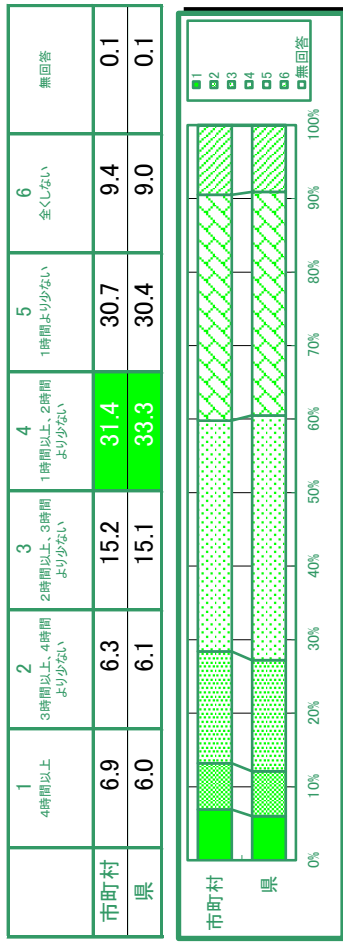 1
4時間以上
2
3時間以上、4時間
より少ない
3
2時間以上、3時間
より少ない
4
1時間以上、2時間
より少ない
5
1時間より少ない
6
全くしない
無回答
市町村 6.9 6.3 15.2 31.4 30.7 9.4 0.1
県 6.0 6.1 15.1 33.3 30.4 9.0 0.1
市町村
県
0% 10% 20% 30% 40% 50% 60% 70% 80% 90% 100%
1
2
3
4
5
6
無回答